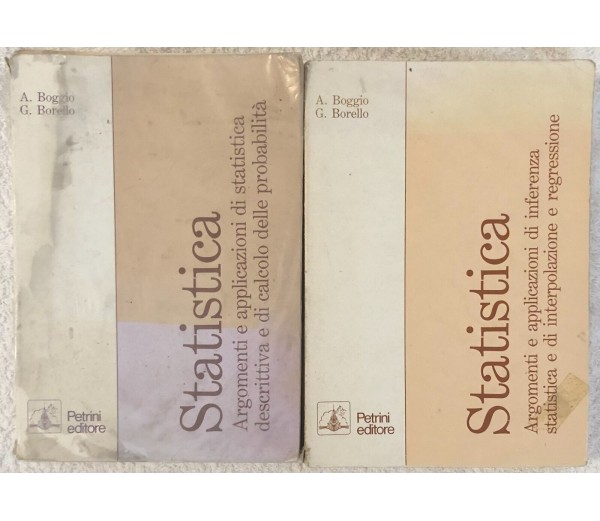 A. Boggio
G. Borello
Statistica
Argomenti e applicazioni di statistica
descrittiva e di calcolo delle probabilità
Petrini
editore
A. Boggio
G. Borello
Statistica
Argomenti e applicazioni di inferenza
statistica e di interpolazione e regressione
Petrini
editore